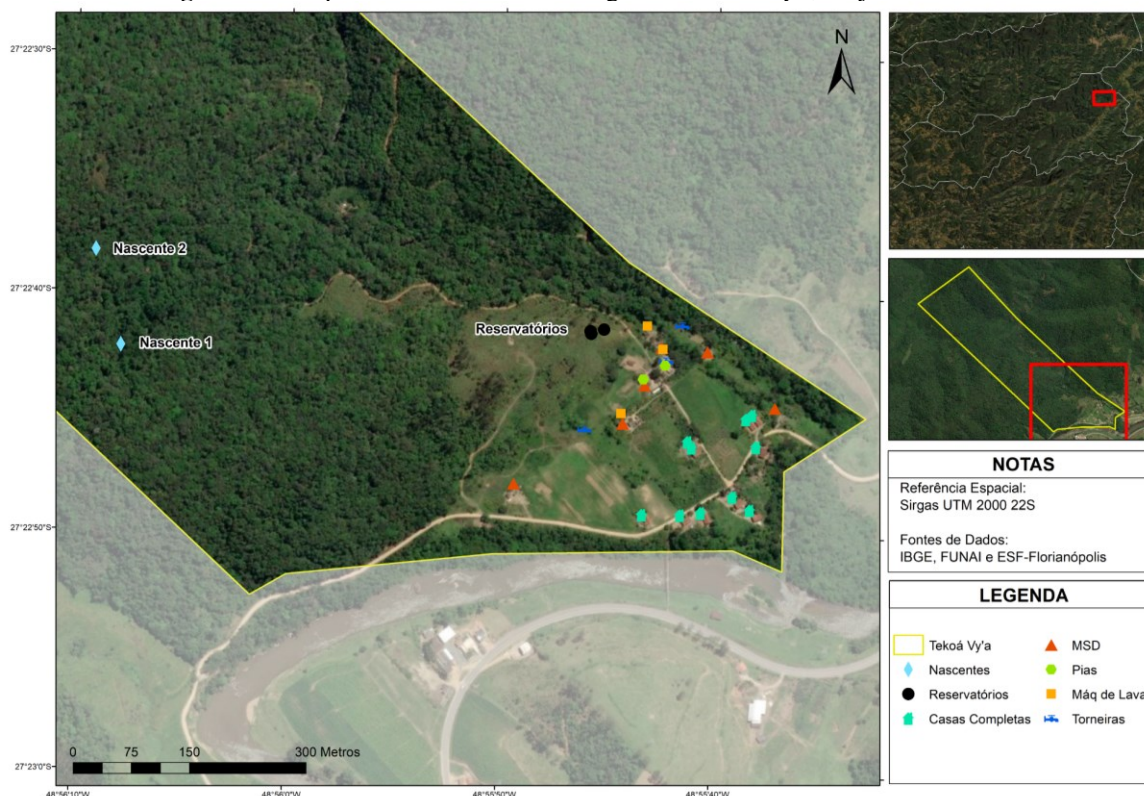 27°22'30"S
N
Nascente 2
27°22'40"S
Reservatórios
Nascente 1
27°22'50"S
27°23'0"S
0 75 150 300 Metros
48°56'10"W 48°56'0"W 48°55'50"W 48°55'40"W
NOTAS
Referência Espacial:
Sirgas UTM 2000 22S
Fontes de Dados:
IBGE, FUNAI e ESF-Florianópolis
LEGENDA
Tekoá Vy'a
Nascentes
Reservatórios
Casas Completas
MSD
Pias
Máq de Lava
Torneiras